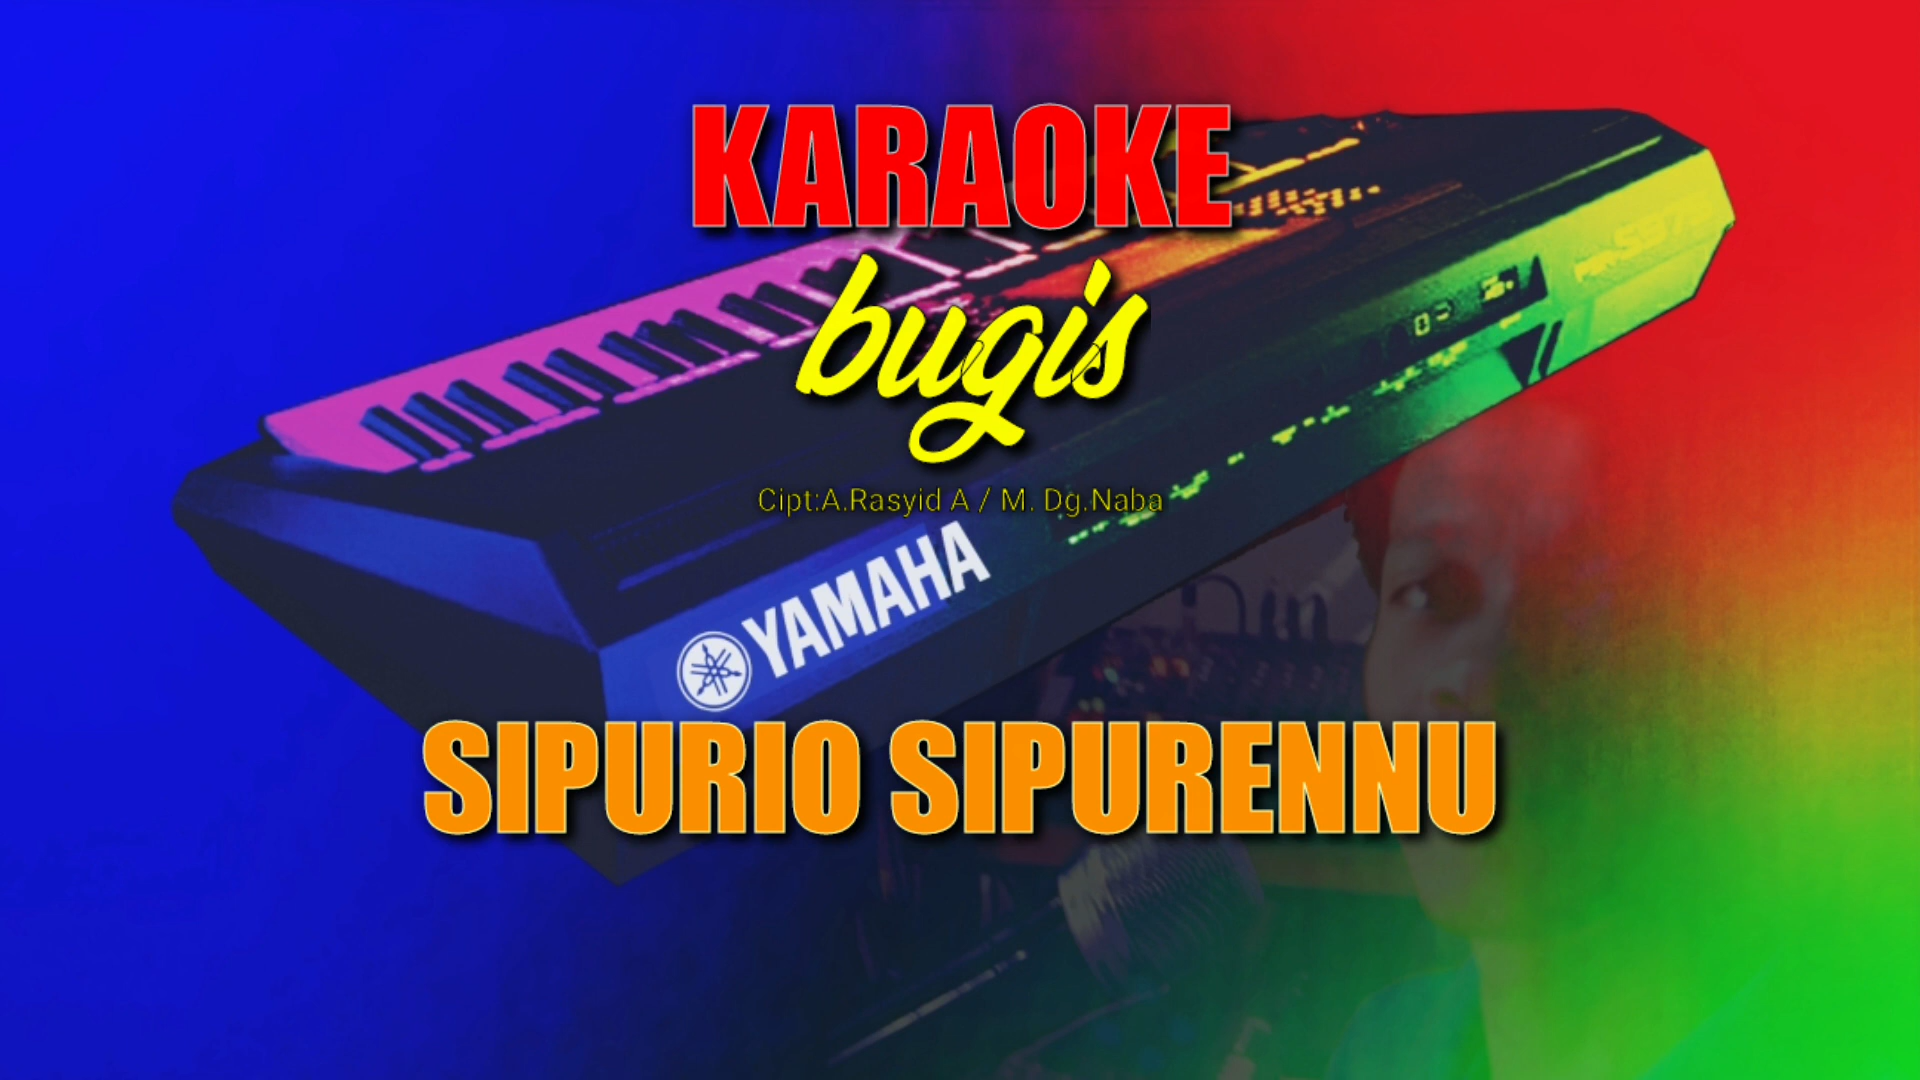 KARAOKE
bugis
Cipt:A.Rasyid A / M. Dg.Naba
YAMAHA
SIPURIO SIPURENNU